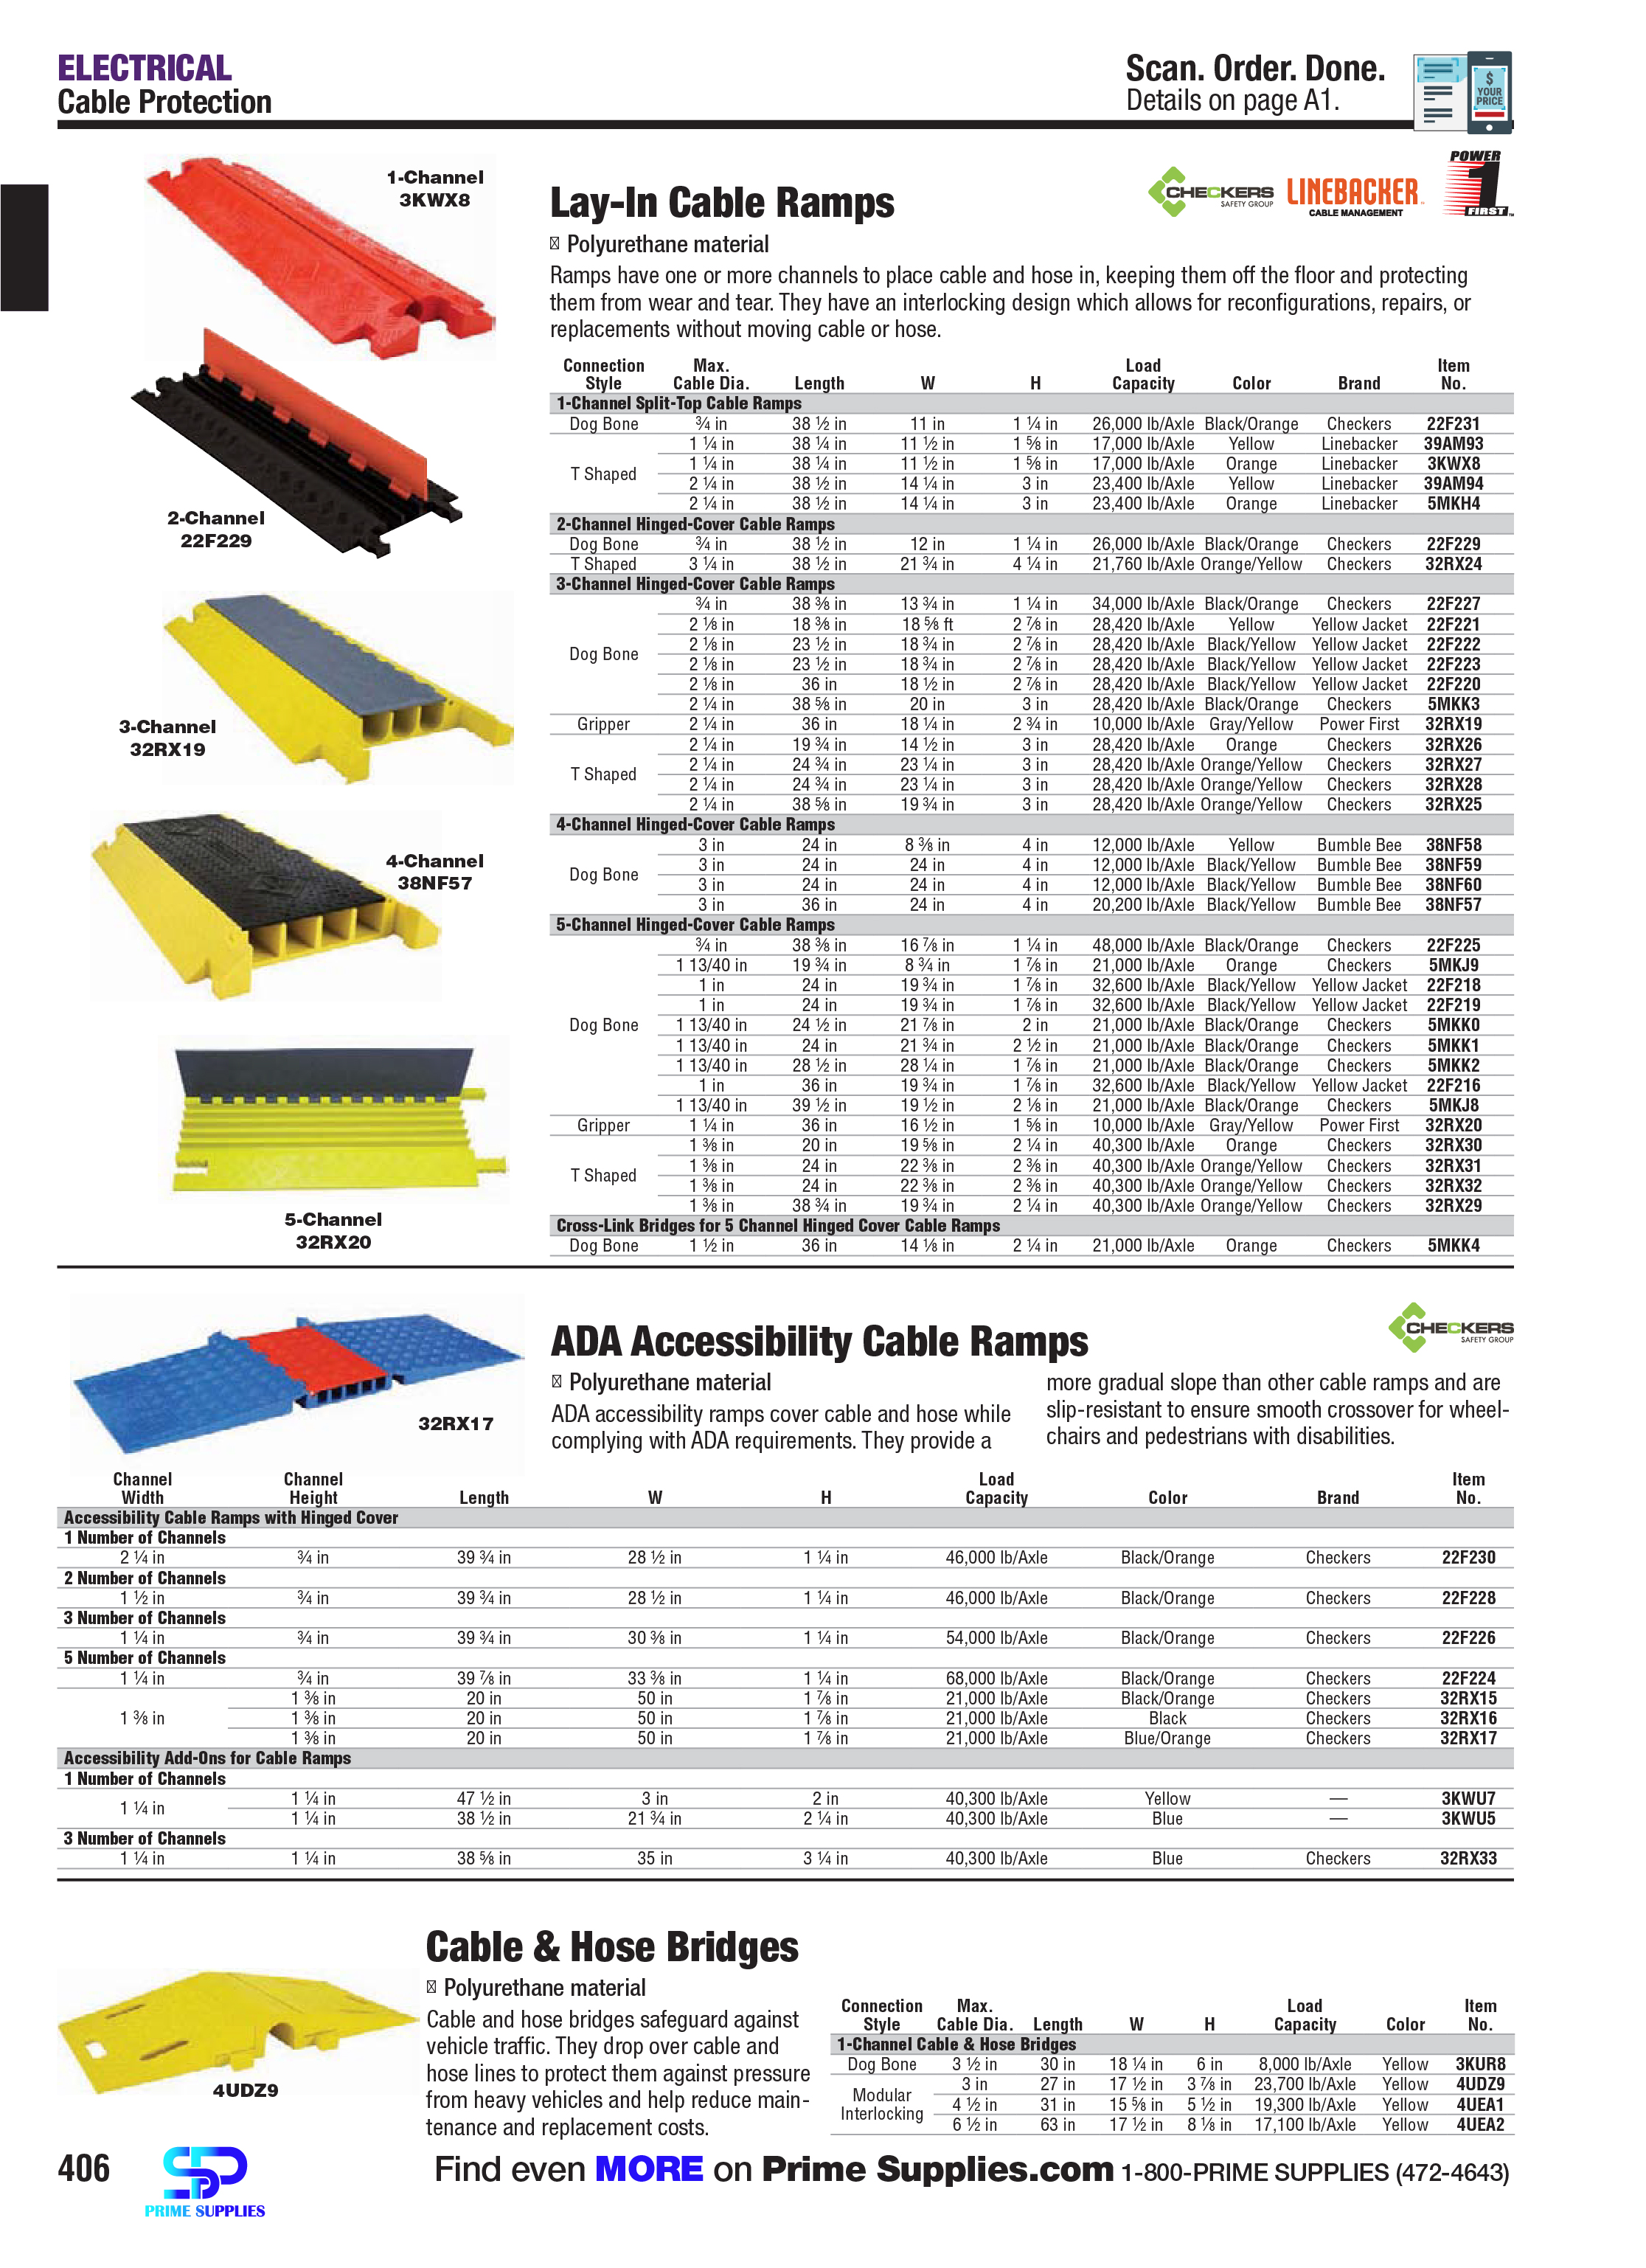 ELECTRICAL
Cable Protection
Scan. Order. Done.
Details on page A1.
$
YOUR
PRICE
1-Channel
3KWX8
2-Channel
22F229
3-Channel
32RX19
4-Channel
38NF57
5-Channel
32RX20
Lay-In Cable Ramps
CHECKERS
SAFETY GROUP
LINEBACKER
CABLE MANAGEMENT
POWER
1
FIRST
Polyurethane material
Ramps have one or more channels to place cable and hose in, keeping them off the floor and protecting
them from wear and tear. They have an interlocking design which allows for reconfigurations, repairs, or
replacements without moving cable or hose.
Connection Max. Load Item
Style Cable Dia. Length W H Capacity Color Brand No.
1-Channel Split-Top Cable Ramps
Dog Bone ¾ in 38 ½ in 11 in 1 ¼ in 26,000 lb/Axle Black/Orange Checkers 22F231
T Shaped 1 ¼ in 38 ¼ in 11 ½ in 1 ⅝ in 17,000 lb/Axle Yellow Linebacker 39AM93
1 ¼ in 38 ¼ in 11 ½ in 1 ⅝ in 17,000 lb/Axle Orange Linebacker 3KWX8
2 ¼ in 38 ½ in 14 ¼ in 3 in 23,400 lb/Axle Yellow Linebacker 39AM94
2 ¼ in 38 ½ in 14 ¼ in 3 in 23,400 lb/Axle Orange Linebacker 5MKH4
2-Channel Hinged-Cover Cable Ramps
Dog Bone ¾ in 38 ½ in 12 in 1 ¼ in 26,000 lb/Axle Black/Orange Checkers 22F229
T Shaped 3 ¼ in 38 ½ in 21 ¾ in 4 ¼ in 21,760 lb/Axle Orange/Yellow Checkers 32RX24
3-Channel Hinged-Cover Cable Ramps
Dog Bone ¾ in 38 ⅜ in 13 ¾ in 1 ¼ in 34,000 lb/Axle Black/Orange Checkers 22F227
2 ⅛ in 18 ⅜ in 18 ⅝ ft 2 ⅞ in 28,420 lb/Axle Yellow Yellow Jacket 22F221
2 ⅛ in 23 ½ in 18 ¾ in 2 ⅞ in 28,420 lb/Axle Black/Yellow Yellow Jacket 22F222
2 ⅛ in 23 ½ in 18 ¾ in 2 ⅞ in 28,420 lb/Axle Black/Yellow Yellow Jacket 22F223
2 ⅛ in 36 in 18 ½ in 2 ⅞ in 28,420 lb/Axle Black/Yellow Yellow Jacket 22F220
2 ¼ in 38 ⅝ in 20 in 3 in 28,420 lb/Axle Black/Orange Checkers 5MKK3
Gripper 2 ¼ in 36 in 18 ¼ in 2 ¾ in 10,000 lb/Axle Gray/Yellow Power First 32RX19
T Shaped 2 ¼ in 19 ¾ in 14 ½ in 3 in 28,420 lb/Axle Orange Checkers 32RX26
2 ¼ in 24 ¾ in 23 ¼ in 3 in 28,420 lb/Axle Orange/Yellow Checkers 32RX27
2 ¼ in 24 ¾ in 23 ¼ in 3 in 28,420 lb/Axle Orange/Yellow Checkers 32RX28
2 ¼ in 38 ⅝ in 19 ¾ in 3 in 28,420 lb/Axle Orange/Yellow Checkers 32RX25
4-Channel Hinged-Cover Cable Ramps
Dog Bone 3 in 24 in 8 ⅜ in 4 in 12,000 lb/Axle Yellow Bumble Bee 38NF58
3 in 24 in 24 in 4 in 12,000 lb/Axle Black/Yellow Bumble Bee 38NF59
3 in 24 in 24 in 4 in 12,000 lb/Axle Black/Yellow Bumble Bee 38NF60
3 in 36 in 24 in 4 in 20,200 lb/Axle Black/Yellow Bumble Bee 38NF57
5-Channel Hinged-Cover Cable Ramps
Dog Bone ¾ in 38 ⅜ in 16 ⅞ in 1 ¼ in 48,000 lb/Axle Black/Orange Checkers 22F225
1 13/40 in 19 ¾ in 8 ¾ in 1 ⅞ in 21,000 lb/Axle Orange Checkers 5MKJ9
1 in 24 in 19 ¾ in 1 ⅞ in 32,600 lb/Axle Black/Yellow Yellow Jacket 22F218
1 in 24 in 19 ¾ in 1 ⅞ in 32,600 lb/Axle Black/Yellow Yellow Jacket 22F219
1 13/40 in 24 ½ in 21 ⅞ in 2 in 21,000 lb/Axle Black/Orange Checkers 5MKK0
1 13/40 in 24 in 21 ¾ in 2 ½ in 21,000 lb/Axle Black/Orange Checkers 5MKK1
1 13/40 in 28 ½ in 28 ¼ in 1 ⅞ in 21,000 lb/Axle Black/Orange Checkers 5MKK2
1 in 36 in 19 ¾ in 1 ⅞ in 32,600 lb/Axle Black/Yellow Yellow Jacket 22F216
1 13/40 in 39 ½ in 19 ½ in 2 ⅛ in 21,000 lb/Axle Black/Orange Checkers 5MKJ8
Gripper 1 ¼ in 36 in 16 ½ in 1 ⅝ in 10,000 lb/Axle Gray/Yellow Power First 32RX20
T Shaped 1 ⅜ in 20 in 19 ⅝ in 2 ¼ in 40,300 lb/Axle Orange Checkers 32RX30
1 ⅜ in 24 in 22 ⅜ in 2 ⅜ in 40,300 lb/Axle Orange/Yellow Checkers 32RX31
1 ⅜ in 24 in 22 ⅜ in 2 ⅜ in 40,300 lb/Axle Orange/Yellow Checkers 32RX32
1 ⅜ in 38 ¾ in 19 ¾ in 2 ¼ in 40,300 lb/Axle Orange/Yellow Checkers 32RX29
Cross-Link Bridges for 5 Channel Hinged Cover Cable Ramps
Dog Bone 1 ½ in 36 in 14 ⅛ in 2 ¼ in 21,000 lb/Axle Orange Checkers 5MKK4
32RX17
ADA Accessibility Cable Ramps
CHECKERS
SAFETY GROUP
Polyurethane material
ADA accessibility ramps cover cable and hose while
complying with ADA requirements. They provide a
more gradual slope than other cable ramps and are
slip-resistant to ensure smooth crossover for wheel-
chairs and pedestrians with disabilities.
Channel Channel Load Item
Width Height Length W H Capacity Color Brand No.
Accessibility Cable Ramps with Hinged Cover
1 Number of Channels
2 ¼ in ¾ in 39 ¾ in 28 ½ in 1 ¼ in 46,000 lb/Axle Black/Orange Checkers 22F230
2 Number of Channels
1 ½ in ¾ in 39 ¾ in 28 ½ in 1 ¼ in 46,000 lb/Axle Black/Orange Checkers 22F228
3 Number of Channels
1 ¼ in ¾ in 39 ¾ in 30 ⅜ in 1 ¼ in 54,000 lb/Axle Black/Orange Checkers 22F226
5 Number of Channels
1 ¼ in ¾ in 39 ⅞ in 33 ⅜ in 1 ¼ in 68,000 lb/Axle Black/Orange Checkers 22F224
1 ⅜ in 1 ⅜ in 20 in 50 in 1 ⅞ in 21,000 lb/Axle Black/Orange Checkers 32RX15
1 ⅜ in 20 in 50 in 1 ⅞ in 21,000 lb/Axle Black Checkers 32RX16
1 ⅜ in 20 in 50 in 1 ⅞ in 21,000 lb/Axle Blue/Orange Checkers 32RX17
Accessibility Add-Ons for Cable Ramps
1 Number of Channels
1 ¼ in 1 ¼ in 47 ½ in 3 in 2 in 40,300 lb/Axle Yellow — 3KWU7
1 ¼ in 38 ½ in 21 ¾ in 2 ¼ in 40,300 lb/Axle Blue — 3KWU5
3 Number of Channels
1 ¼ in 1 ¼ in 38 ⅝ in 35 in 3 ¼ in 40,300 lb/Axle Blue Checkers 32RX33
4UDZ9
Cable & Hose Bridges
Polyurethane material
Cable and hose bridges safeguard against
vehicle traffic. They drop over cable and
hose lines to protect them against pressure
from heavy vehicles and help reduce main-
tenance and replacement costs.
Connection Max. Load Item
Style Cable Dia. Length W H Capacity Color No.
1-Channel Cable & Hose Bridges
Dog Bone 3 ½ in 30 in 18 ¼ in 6 in 8,000 lb/Axle Yellow 3KUR8
Modular Interlocking 3 in 27 in 17 ½ in 3 ⅞ in 23,700 lb/Axle Yellow 4UDZ9
4 ½ in 31 in 15 ⅝ in 5 ½ in 19,300 lb/Axle Yellow 4UEA1
6 ½ in 63 in 17 ½ in 8 ⅛ in 17,100 lb/Axle Yellow 4UEA2
406
PRIME SUPPLIES
Find even MORE on Prime Supplies.com 1-800-PRIME SUPPLIES (472-4643)